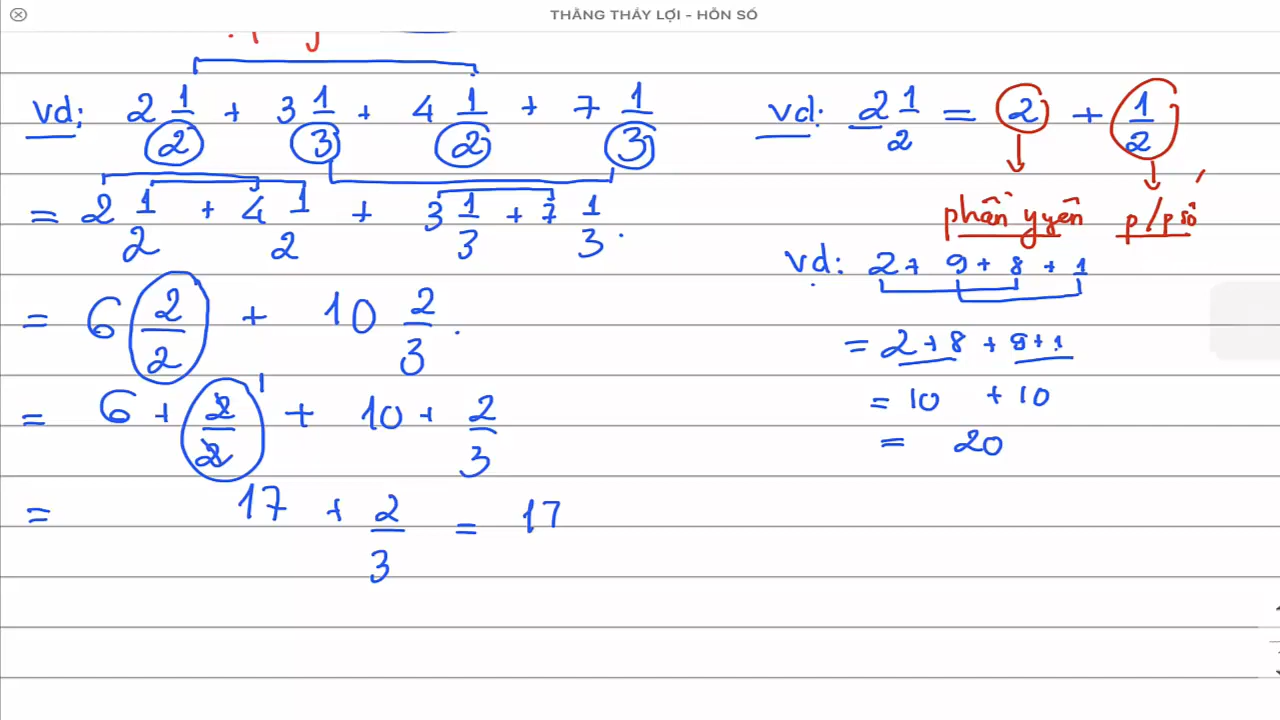 THẮNG THẦY LỢI - HỖN SỐ
vd: 2 1/2 + 3 1/3 + 4 1/2 + 7 1/3
= 2 1/2 + 4 1/2 + 3 1/3 + 7 1/3.
= 6 2/2 + 10 2/3.
= 6 + 2/2 1 + 10 + 2/3
= 17 + 2/3 = 17
vd: 2 1/2 = 2 + 1/2
phần yyên p/p số
vd: 2 + 9 + 8 + 1
= 2 + 8 + 9 + 1
= 10 + 10
= 20